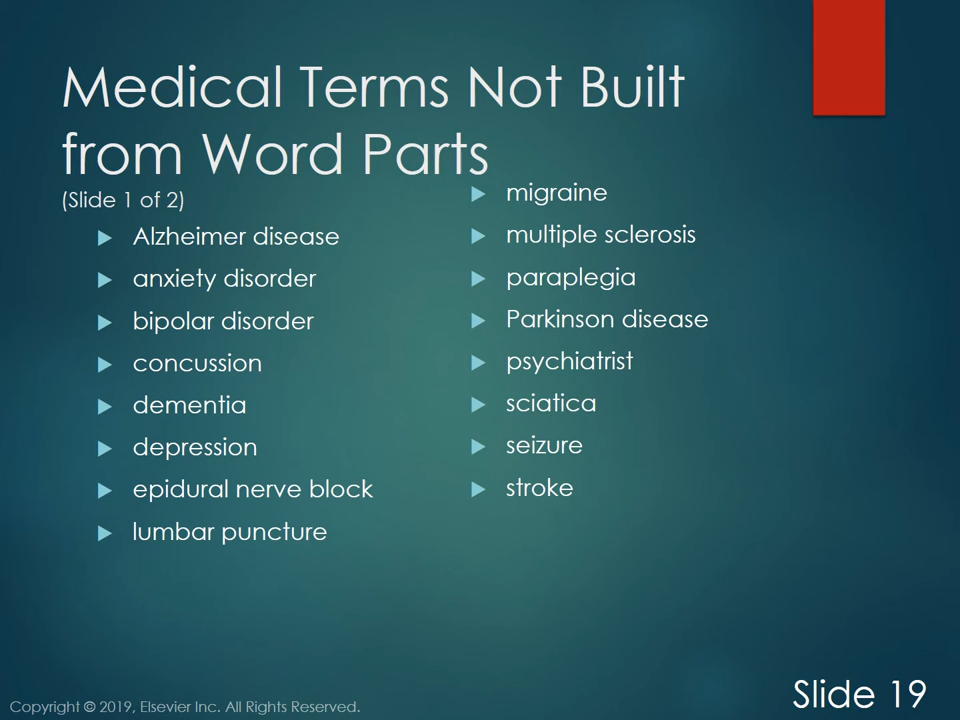 Medical Terms Not Built
from Word Parts
(Slide 1 of 2)
Alzheimer disease
anxiety disorder
bipolar disorder
concussion
dementia
depression
epidural nerve block
lumbar puncture
migraine
multiple sclerosis
paraplegia
Parkinson disease
psychiatrist
sciatica
seizure
stroke
Copyright © 2019, Elsevier Inc. All Rights Reserved.
Slide 19